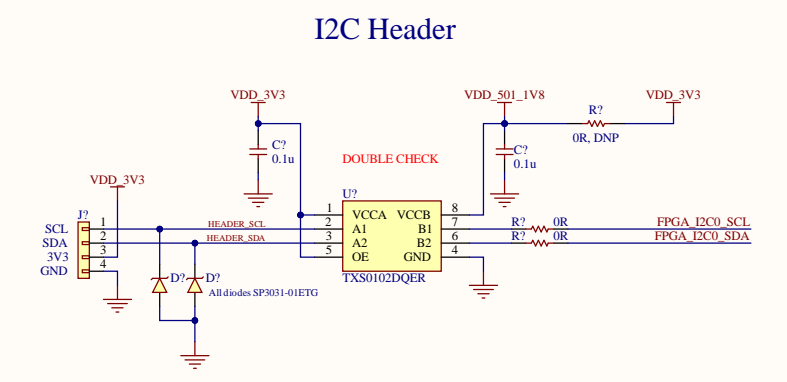 I2C Header
VDD_3V3
VDD_501_1V8
VDD_3V3
R?
0R, DNP
C?
0.1u
C?
0.1u
DOUBLE CHECK
VDD_3V3
J?
SCL 1
SDA 2
3V3 3
GND 4
HEADER_SCL
HEADER_SDA
U?
1 VCCA VCCB 8
2 A1 B1 7
3 A2 B2 6
5 OE GND 4
TXS0102DQER
R? 0R FPGA_I2C0_SCL
R? 0R FPGA_I2C0_SDA
D? D?
All diodes SP3031-01ETG